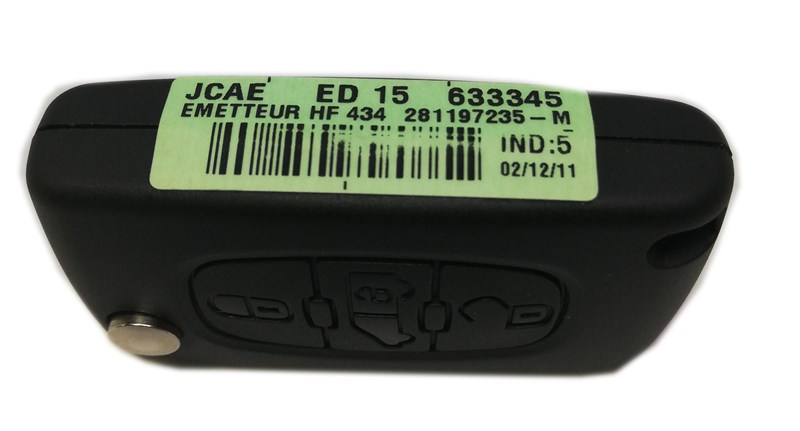 JCAE ED 15 633345
EMETTEUR HF 434 281197235-M
IND:5
02/12/11